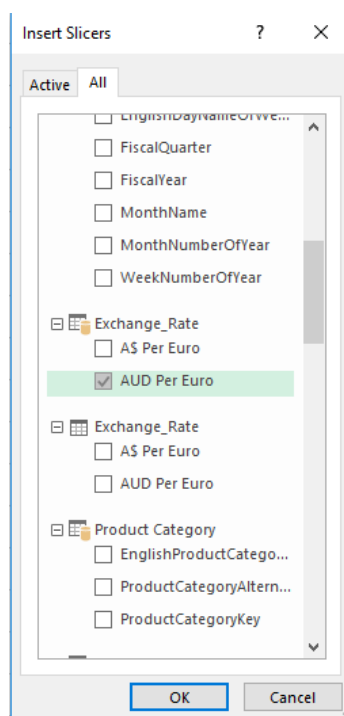 Insert Slicers ?
Active All
EnglishDayNameOfWe...
FiscalQuarter
FiscalYear
MonthName
MonthNumberOfYear
WeekNumberOfYear
Exchange_Rate
A$ Per Euro
AUD Per Euro
Exchange_Rate
A$ Per Euro
AUD Per Euro
Product Category
EnglishProductCatego...
ProductCategoryAltern...
ProductCategoryKey
OK Cancel